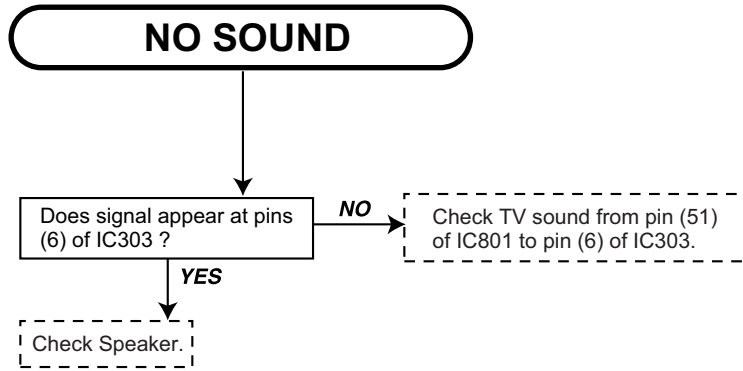 NO SOUND
Does signal appear at pins
(6) of IC303 ?
NO
Check TV sound from pin (51)
of IC801 to pin (6) of IC303.
YES
Check Speaker.